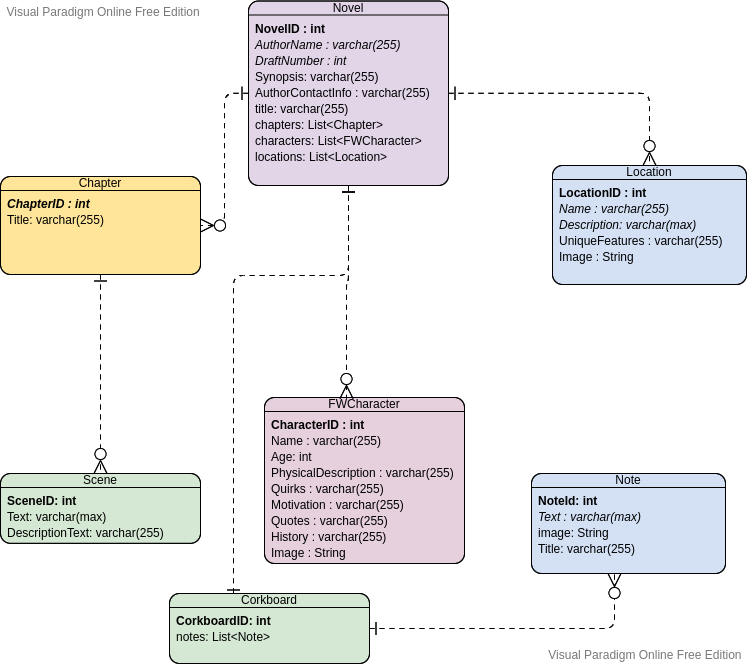 Visual Paradigm Online Free Edition
Novel
NovelID : int
AuthorName : varchar(255)
DraftNumber : int
Synopsis: varchar(255)
AuthorContactInfo : varchar(255)
title: varchar(255)
chapters: List<Chapter>
characters: List<FWCharacter>
locations: List<Location>
Chapter
ChapterID : int
Title: varchar(255)
Location
LocationID : int
Name : varchar(255)
Description: varchar(max)
UniqueFeatures : varchar(255)
Image : String
FWCharacter
CharacterID : int
Name : varchar(255)
Age: int
PhysicalDescription : varchar(255)
Quirks : varchar(255)
Motivation : varchar(255)
Quotes : varchar(255)
History : varchar(255)
Image : String
Scene
SceneID: int
Text: varchar(max)
DescriptionText: varchar(255)
Note
NoteId: int
Text : varchar(max)
image: String
Title: varchar(255)
Corkboard
CorkboardID: int
notes: List<Note>
Visual Paradigm Online Free Edition